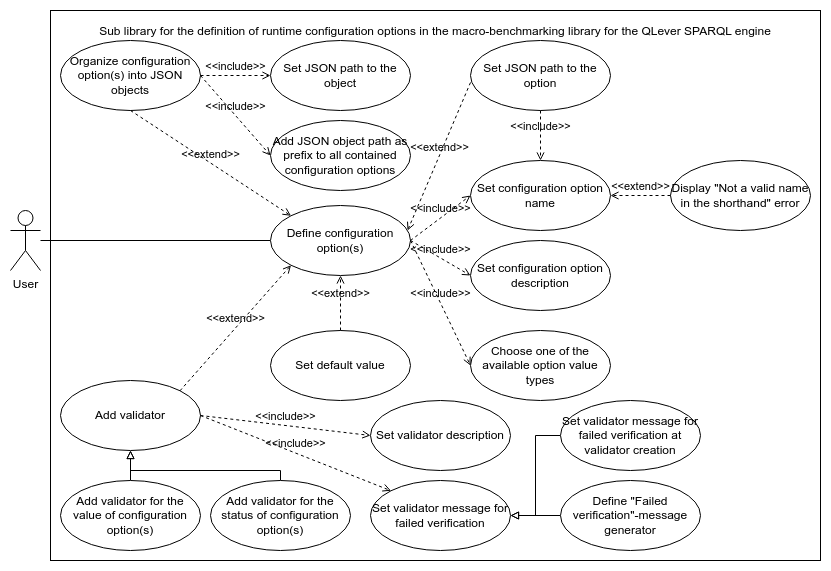 Sub library for the definition of runtime configuration options in the macro-benchmarking library for the QLever SPARQL engine
Organize configuration
option(s) into JSON
objects
<<include>>
Set JSON path to the
object
Set JSON path to the
option
<<include>>
<<include>>
Add JSON object path as
prefix to all contained
configuration options
<<extend>>
<<extend>>
Set configuration option
name
<<extend>>
Display "Not a valid name
in the shorthand" error
<<include>>
Define configuration
option(s)
<<include>>
User
Set configuration option
description
<<extend>>
<<include>>
<<extend>>
Set default value
Choose one of the
available option value
types
Add validator
<<include>>
Set validator description
<<include>>
Set validator message for
failed verification at
validator creation
Add validator for the
value of configuration
option(s)
Add validator for the
status of configuration
option(s)
Set validator message for
failed verification
Define "Failed
verification"-message
generator